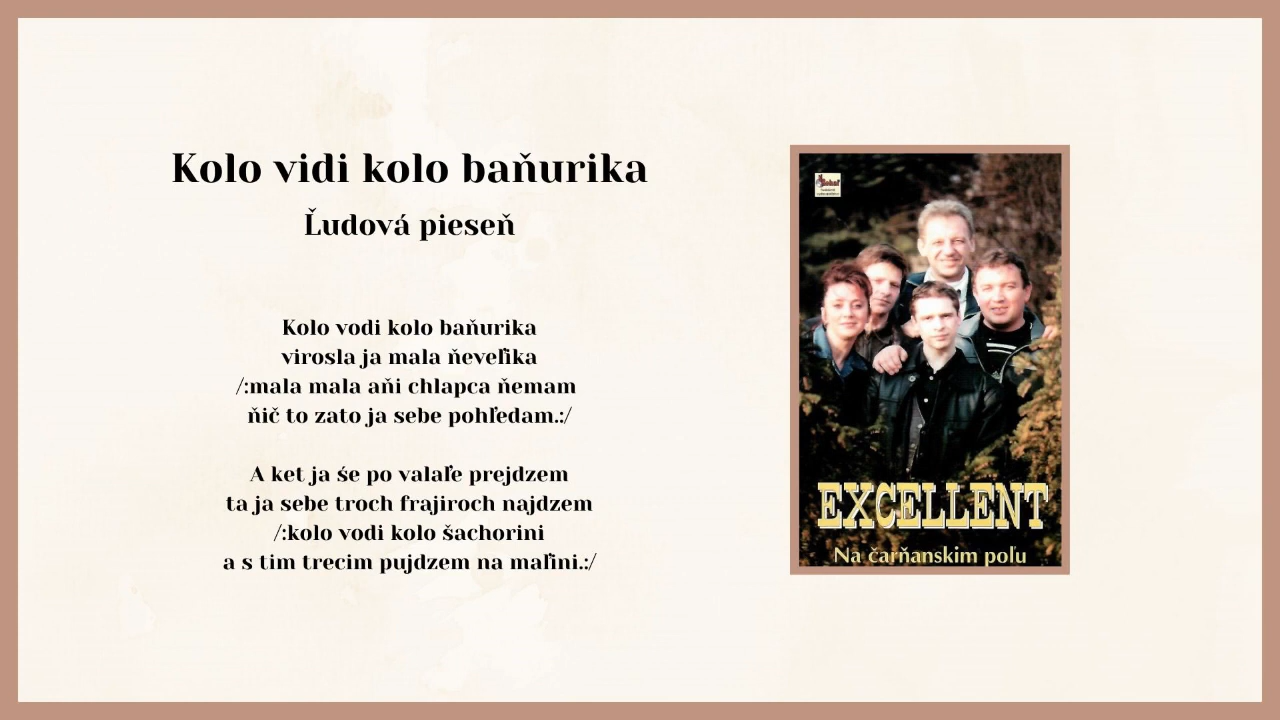 Kolo vidi kolo baňurika
Ľudová pieseň
Kolo vodi kolo baňurika
virosla ja mala ňeveľika
/:mala mala aňi chlapca ňemam
ňič to zato ja sebe pohľedam.:/
A ket ja śe po valaľe prejdzem
ta ja sebe troch frajiroch najdzem
/:kolo vodi kolo šachorini
a s tim trecim pujdzem na maľini.:/
EXCELLENT
Na čarňanskim poľu